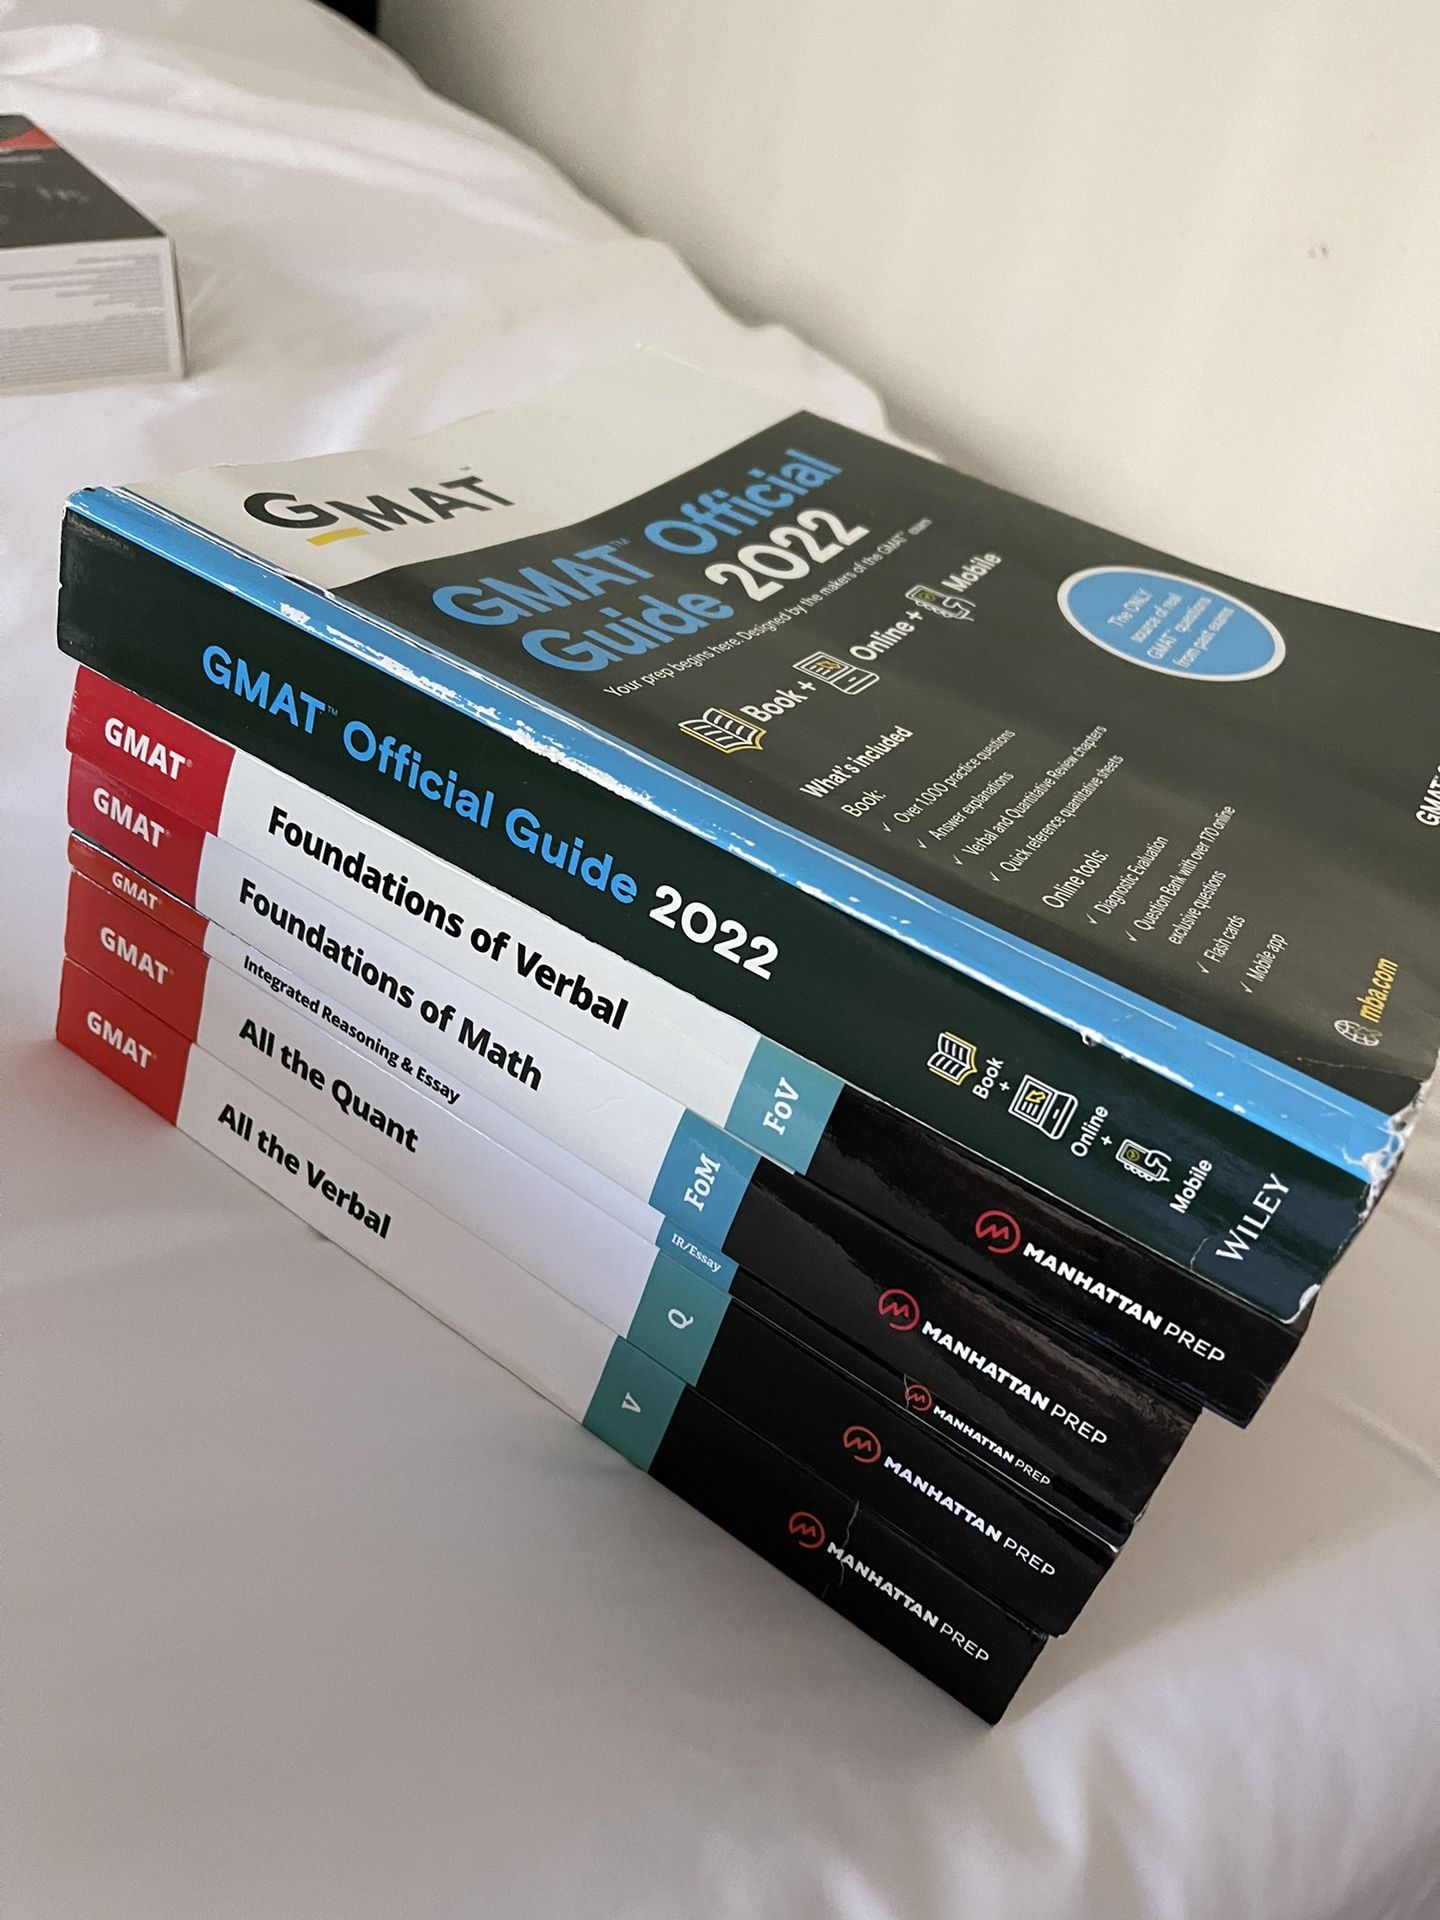 GMAT™
GMAT™ Official
Guide 2022
Your prep begins here. Designed by the makers of the GMAT™ exam
Book + Online + Mobile
The ONLY
source of real
GMAT™ questions
from past exams
What's included
Book:
✓ Over 1,000 practice questions
✓ Answer explanations
✓ Verbal and Quantitative Review chapters
✓ Quick reference quantitative sheets
Online tools:
✓ Diagnostic Evaluation
✓ Question Bank with over 170 online
exclusive questions
✓ Flash cards
✓ Mobile app
mba.com
GMAT™
GMAT™ Official Guide 2022
Book
+
Online
+
Mobile
WILEY
GMAT® Foundations of Verbal FoV MANHATTAN PREP
GMAT® Foundations of Math FoM MANHATTAN PREP
GMAT® Integrated Reasoning & Essay IR/Essay MANHATTAN PREP
GMAT® All the Quant Q MANHATTAN PREP
GMAT® All the Verbal V MANHATTAN PREP